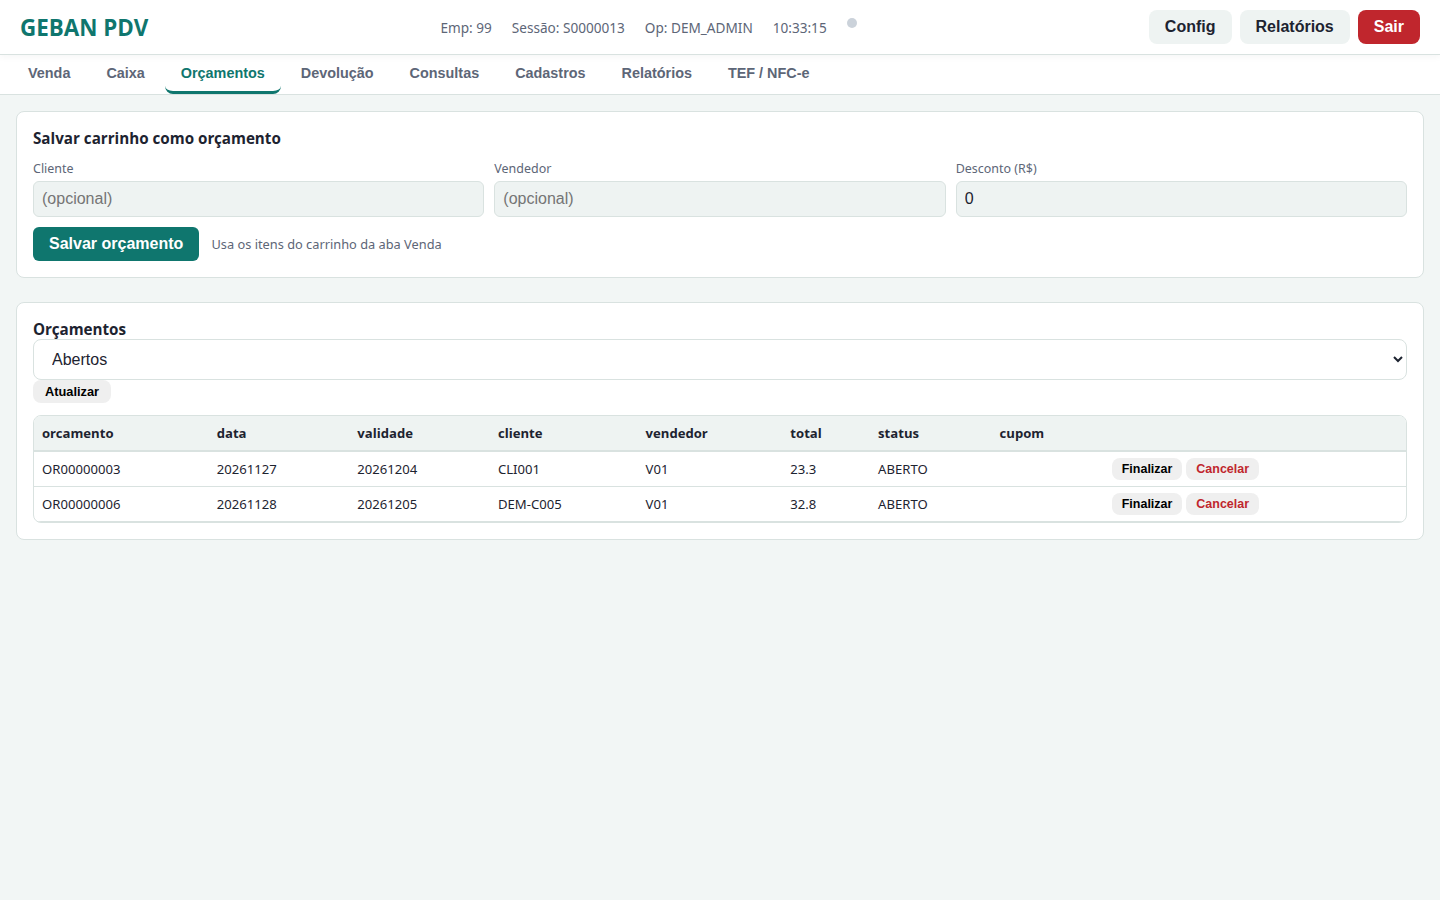 GEBAN PDV
Emp: 99 Sessão: S0000013 Op: DEM_ADMIN 10:33:15
Config Relatórios Sair
Venda Caixa Orçamentos Devolução Consultas Cadastros Relatórios TEF / NFC-e
Salvar carrinho como orçamento
Cliente Vendedor Desconto (R$)
(opcional) (opcional) 0
Salvar orçamento Usa os itens do carrinho da aba Venda
Orçamentos
Abertos
Atualizar
orcamento data validade cliente vendedor total status cupom
OR00000003 20261127 20261204 CLI001 V01 23.3 ABERTO Finalizar Cancelar
OR00000006 20261128 20261205 DEM-C005 V01 32.8 ABERTO Finalizar Cancelar